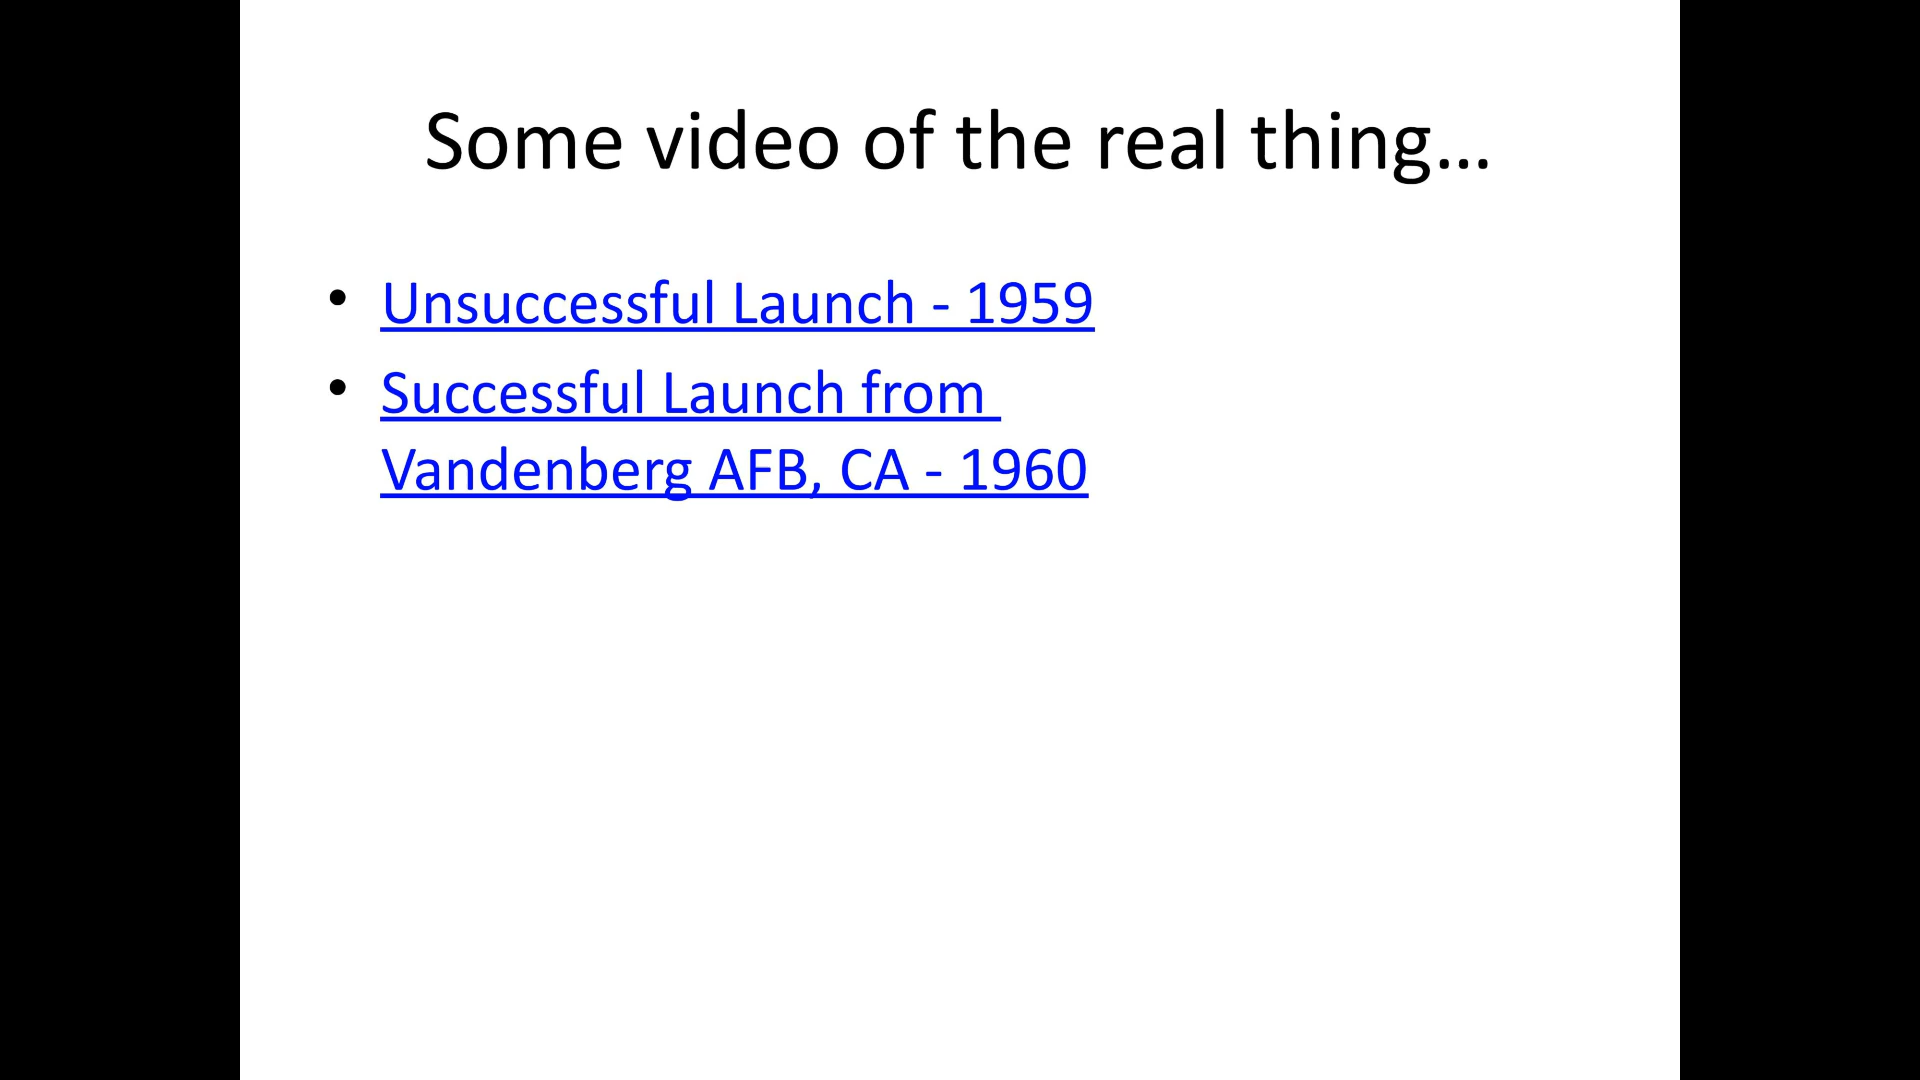 Some video of the real thing…
• Unsuccessful Launch - 1959
• Successful Launch from
Vandenberg AFB, CA - 1960